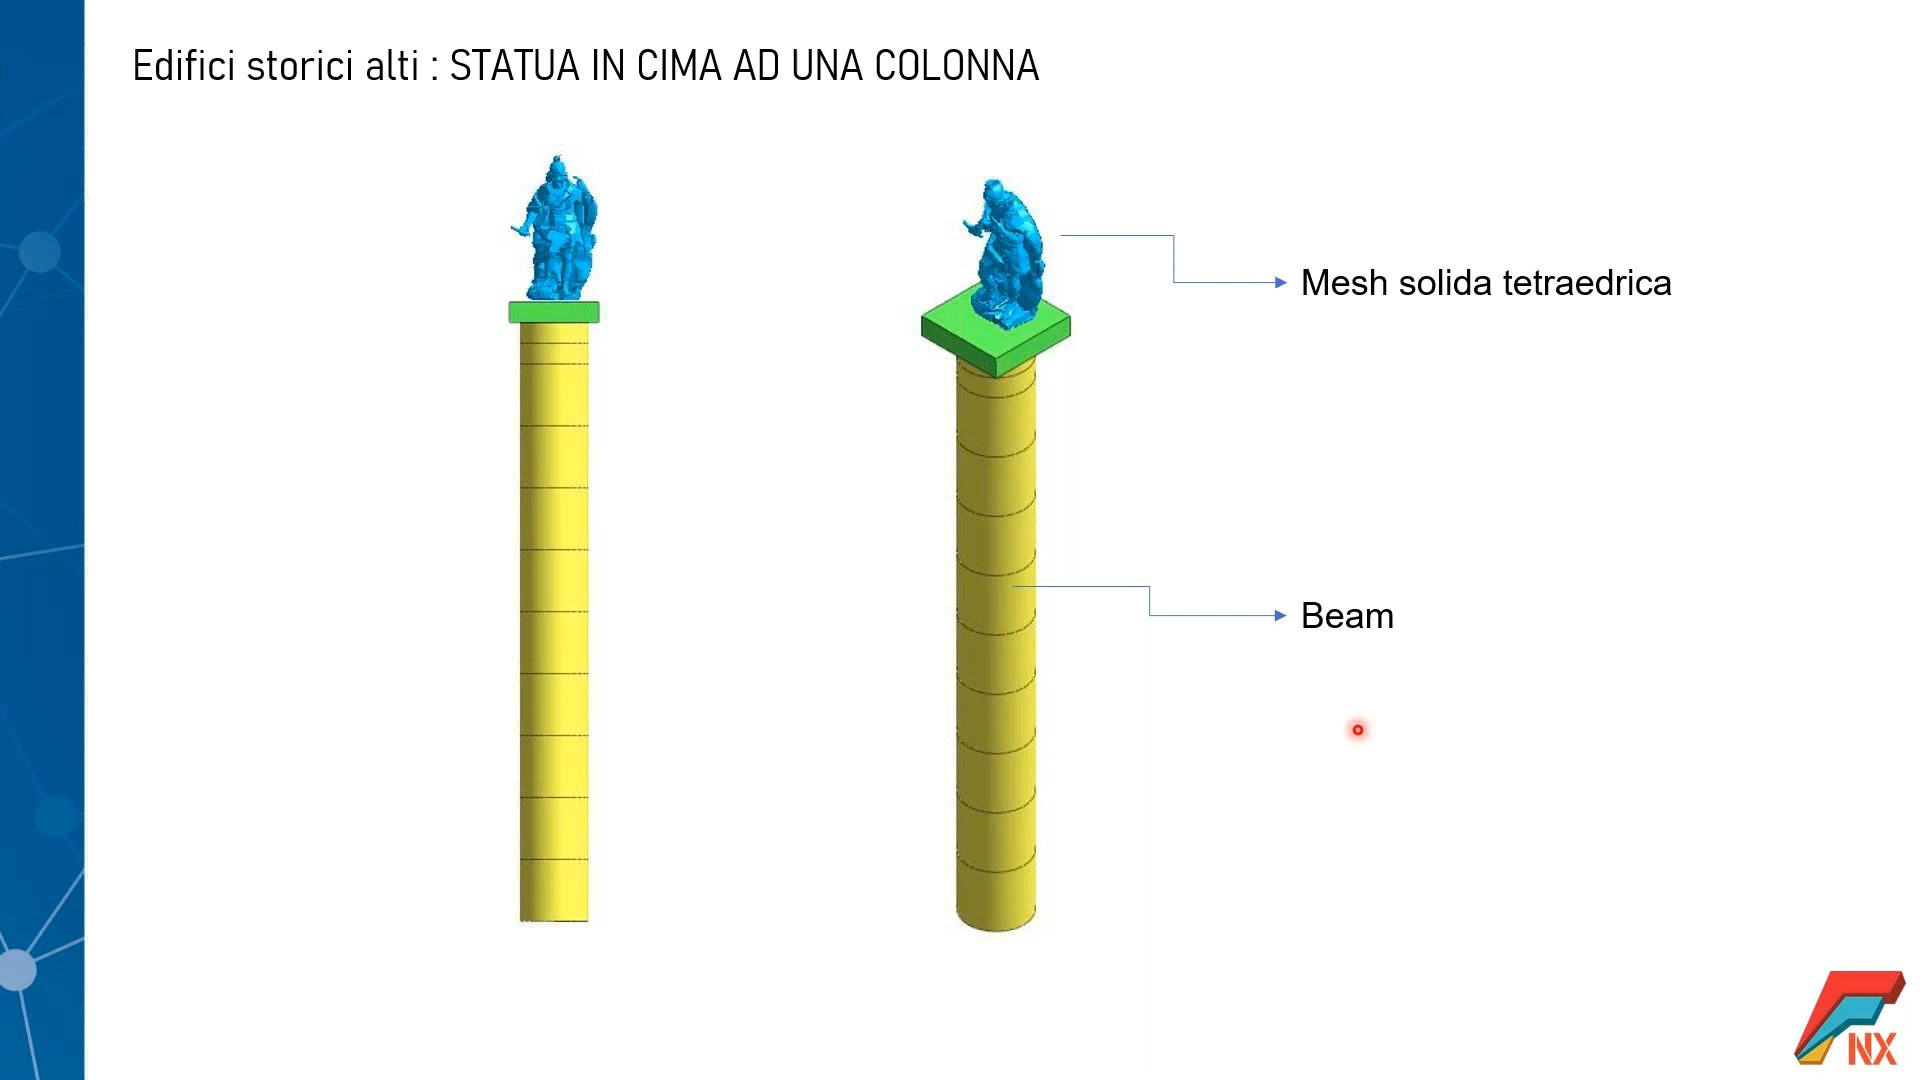 Edifici storici alti : STATUA IN CIMA AD UNA COLONNA
Mesh solida tetraedrica
Beam
NX